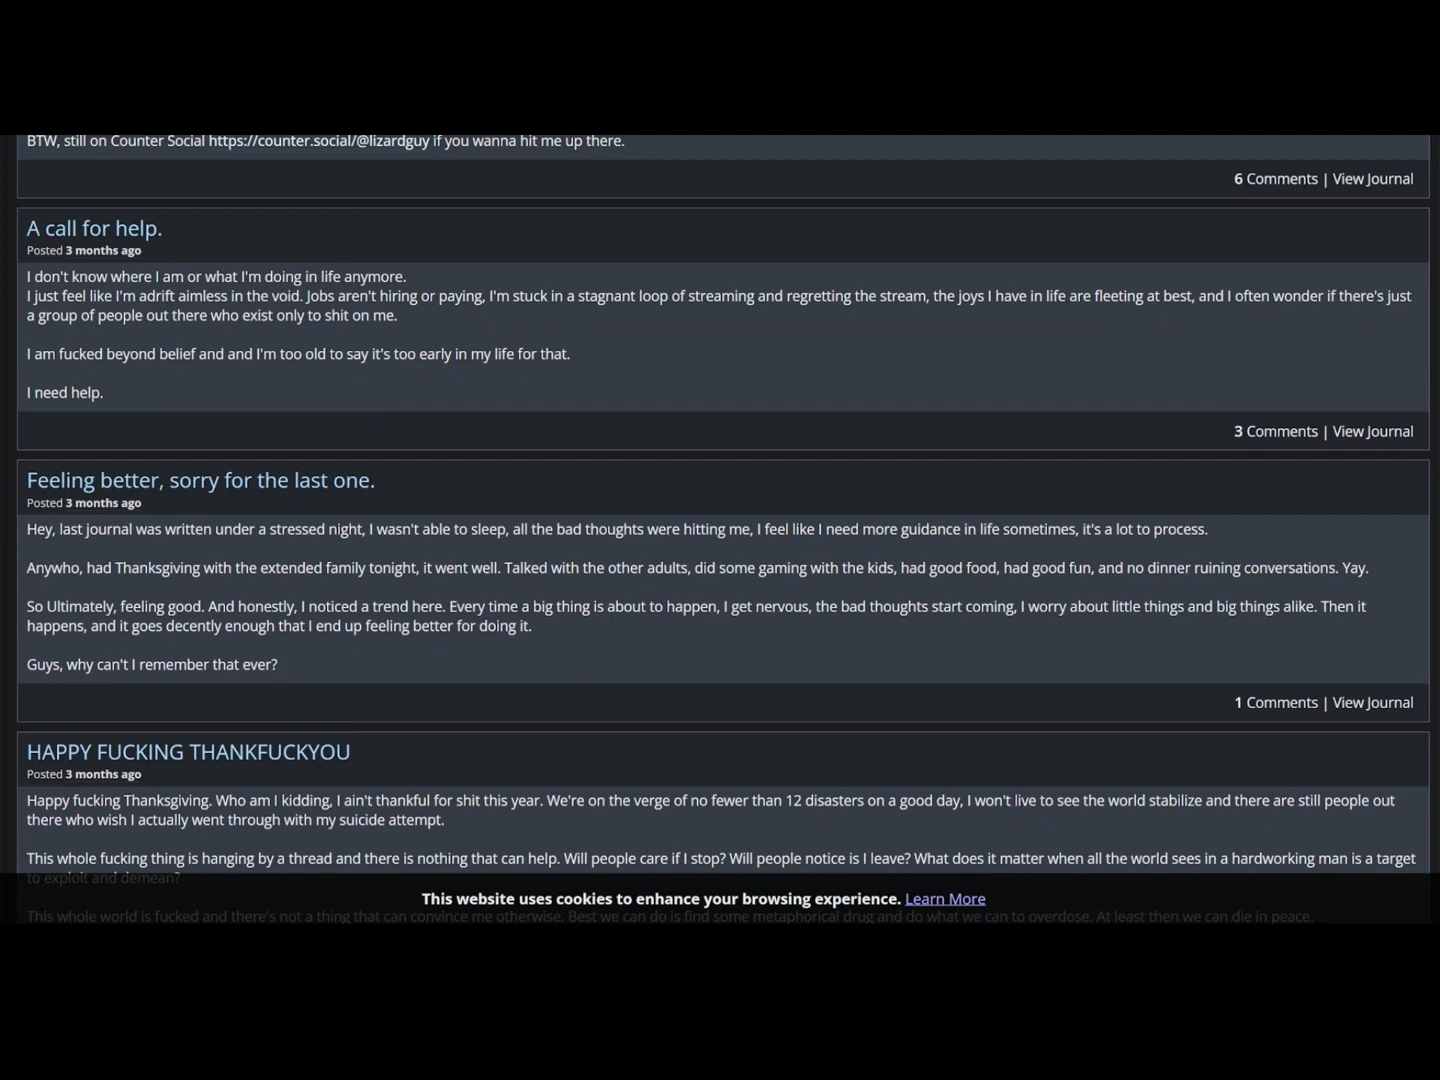 BTW, still on Counter Social https://counter.social/@lizardguy if you wanna hit me up there.
6 Comments | View Journal
A call for help.
Posted 3 months ago
I don't know where I am or what I'm doing in life anymore.
I just feel like I'm adrift aimless in the void. Jobs aren't hiring or paying, I'm stuck in a stagnant loop of streaming and regretting the stream, the joys I have in life are fleeting at best, and I often wonder if there's just
a group of people out there who exist only to shit on me.
I am fucked beyond belief and and I'm too old to say it's too early in my life for that.
I need help.
3 Comments | View Journal
Feeling better, sorry for the last one.
Posted 3 months ago
Hey, last journal was written under a stressed night, I wasn't able to sleep, all the bad thoughts were hitting me, I feel like I need more guidance in life sometimes, it's a lot to process.
Anywho, had Thanksgiving with the extended family tonight, it went well. Talked with the other adults, did some gaming with the kids, had good food, had good fun, and no dinner ruining conversations. Yay.
So Ultimately, feeling good. And honestly, I noticed a trend here. Every time a big thing is about to happen, I get nervous, the bad thoughts start coming, I worry about little things and big things alike. Then it
happens, and it goes decently enough that I end up feeling better for doing it.
Guys, why can't I remember that ever?
1 Comments | View Journal
HAPPY FUCKING THANKFUCKYOU
Posted 3 months ago
Happy fucking Thanksgiving. Who am I kidding, I ain't thankful for shit this year. We're on the verge of no fewer than 12 disasters on a good day, I won't live to see the world stabilize and there are still people out
there who wish I actually went through with my suicide attempt.
This whole fucking thing is hanging by a thread and there is nothing that can help. Will people care if I stop? Will people notice is I leave? What does it matter when all the world sees in a hardworking man is a target
to exploit and demean?
This website uses cookies to enhance your browsing experience. Learn More
This whole world is fucked and there's not a thing that can convince me otherwise. Best we can do is find some metaphorical drug and do what we can to overdose. At least then we can die in peace.